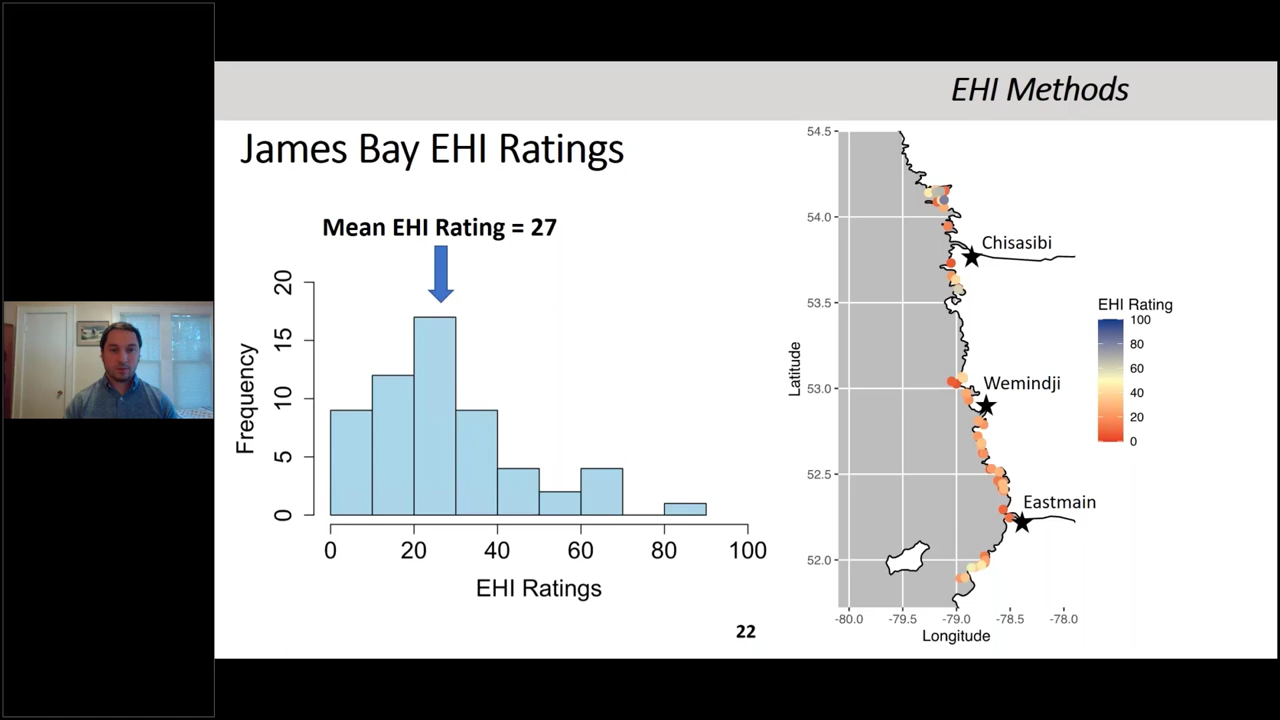 EHI Methods
James Bay EHI Ratings
Mean EHI Rating = 27
Frequency
20
15
10
5
0
0 20 40 60 80 100
EHI Ratings
22
54.5
54.0
53.5
53.0
52.5
52.0
Latitude
Chisasibi
Wemindji
Eastmain
-80.0 -79.5 -79.0 -78.5 -78.0
Longitude
EHI Rating
100
80
60
40
20
0